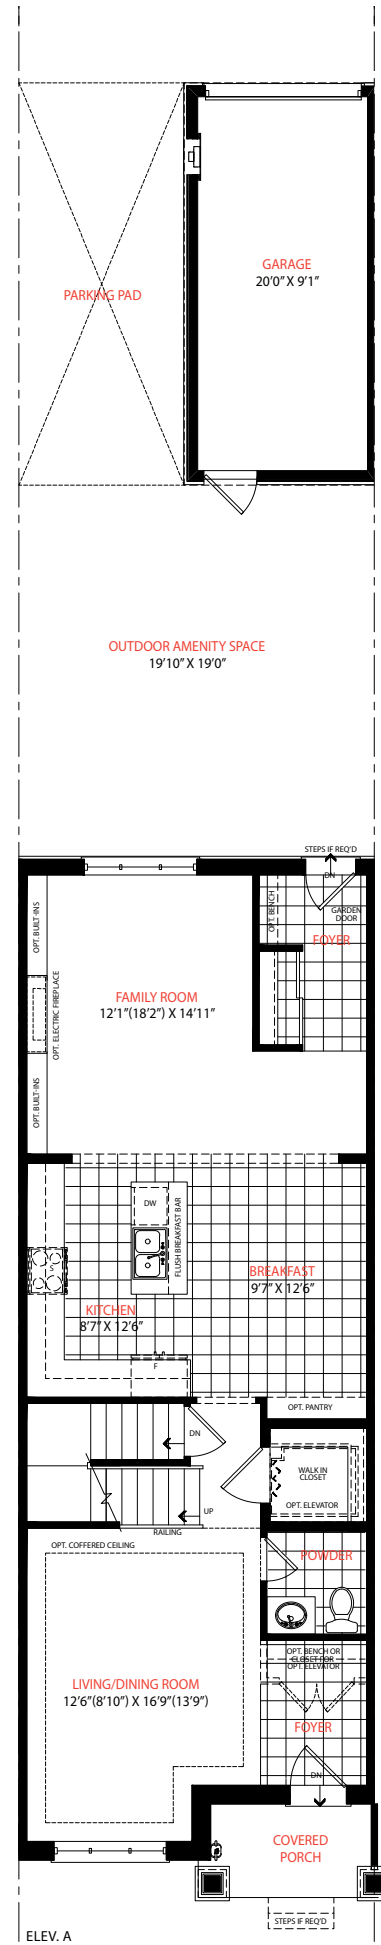 GARAGE
20'0" X 9'1"
PARKING PAD
OUTDOOR AMENITY SPACE
19'10" X 19'0"
STEPS IF REQ'D
DN
GARDEN
DOOR
OPT. BENCH
FOYER
OPT. BUILT-INS
FAMILY ROOM
12'1"(18'2") X 14'11"
OPT. ELECTRIC FIREPLACE
OPT. BUILT-INS
DW
FLUSH BREAKFAST BAR
S
BREAKFAST
9'7" X 12'6"
KITCHEN
8'7" X 12'6"
F
OPT. PANTRY
DN
WALK IN
CLOSET
OPT. ELEVATOR
UP
RAILING
OPT. COFFERED CEILING
POWDER
OPT. BENCH OR
CLOSET FOR
OPT. ELEVATOR
LIVING/DINING ROOM
12'6"(8'10") X 16'9"(13'9")
FOYER
DN
COVERED
PORCH
STEPS IF REQ'D
ELEV. A